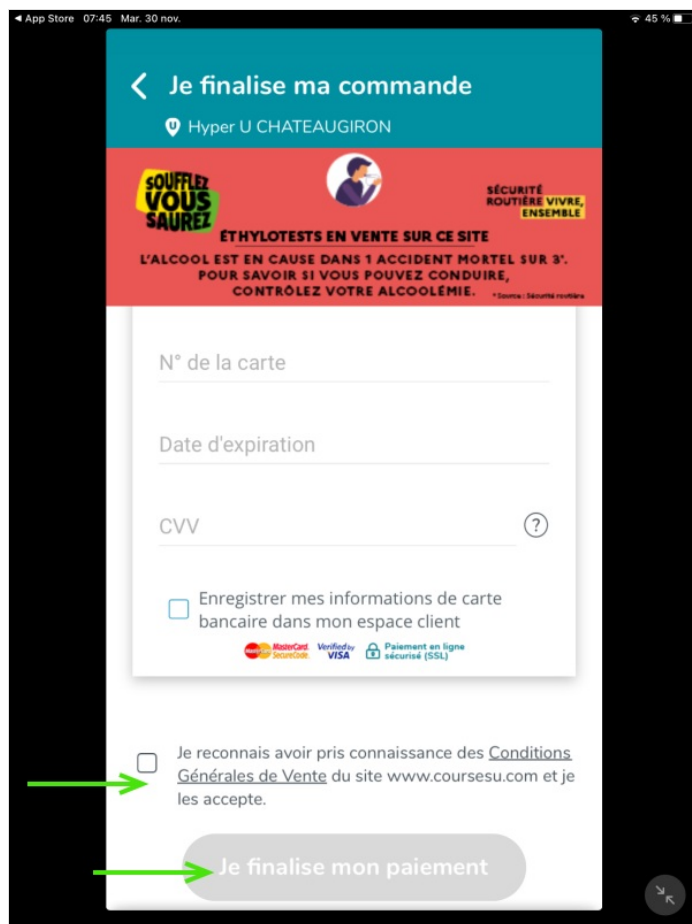 App Store 07:45 Mar. 30 nov. 45 %
Je finalise ma commande
U Hyper U CHATEAUGIRON
SOUFFLEZ
VOUS
SAUREZ
SÉCURITÉ
ROUTIÈRE VIVRE,
ENSEMBLE
ÉTHYLOTESTS EN VENTE SUR CE SITE
L'ALCOOL EST EN CAUSE DANS 1 ACCIDENT MORTEL SUR 3*.
POUR SAVOIR SI VOUS POUVEZ CONDUIRE,
CONTRÔLEZ VOTRE ALCOOLÉMIE.
*Source : Sécurité routière
N° de la carte
Date d'expiration
CVV ?
Enregistrer mes informations de carte
bancaire dans mon espace client
MasterCard. SecureCode.
Verified by VISA
Paiement en ligne
sécurisé (SSL)
Je reconnais avoir pris connaissance des Conditions
Générales de Vente du site www.coursesu.com et je
les accepte.
Je finalise mon paiement